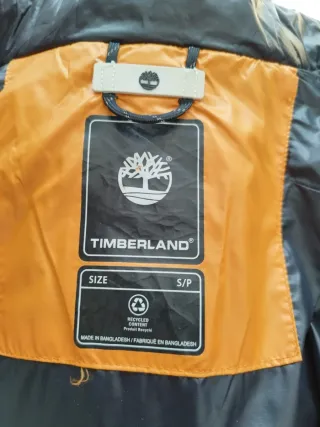 TIMBERLAND®
SIZE S/P
RECYCLED
CONTENT
Produit Recyclé
MADE IN BANGLADESH / FABRIQUÉ EN BANGLADESH